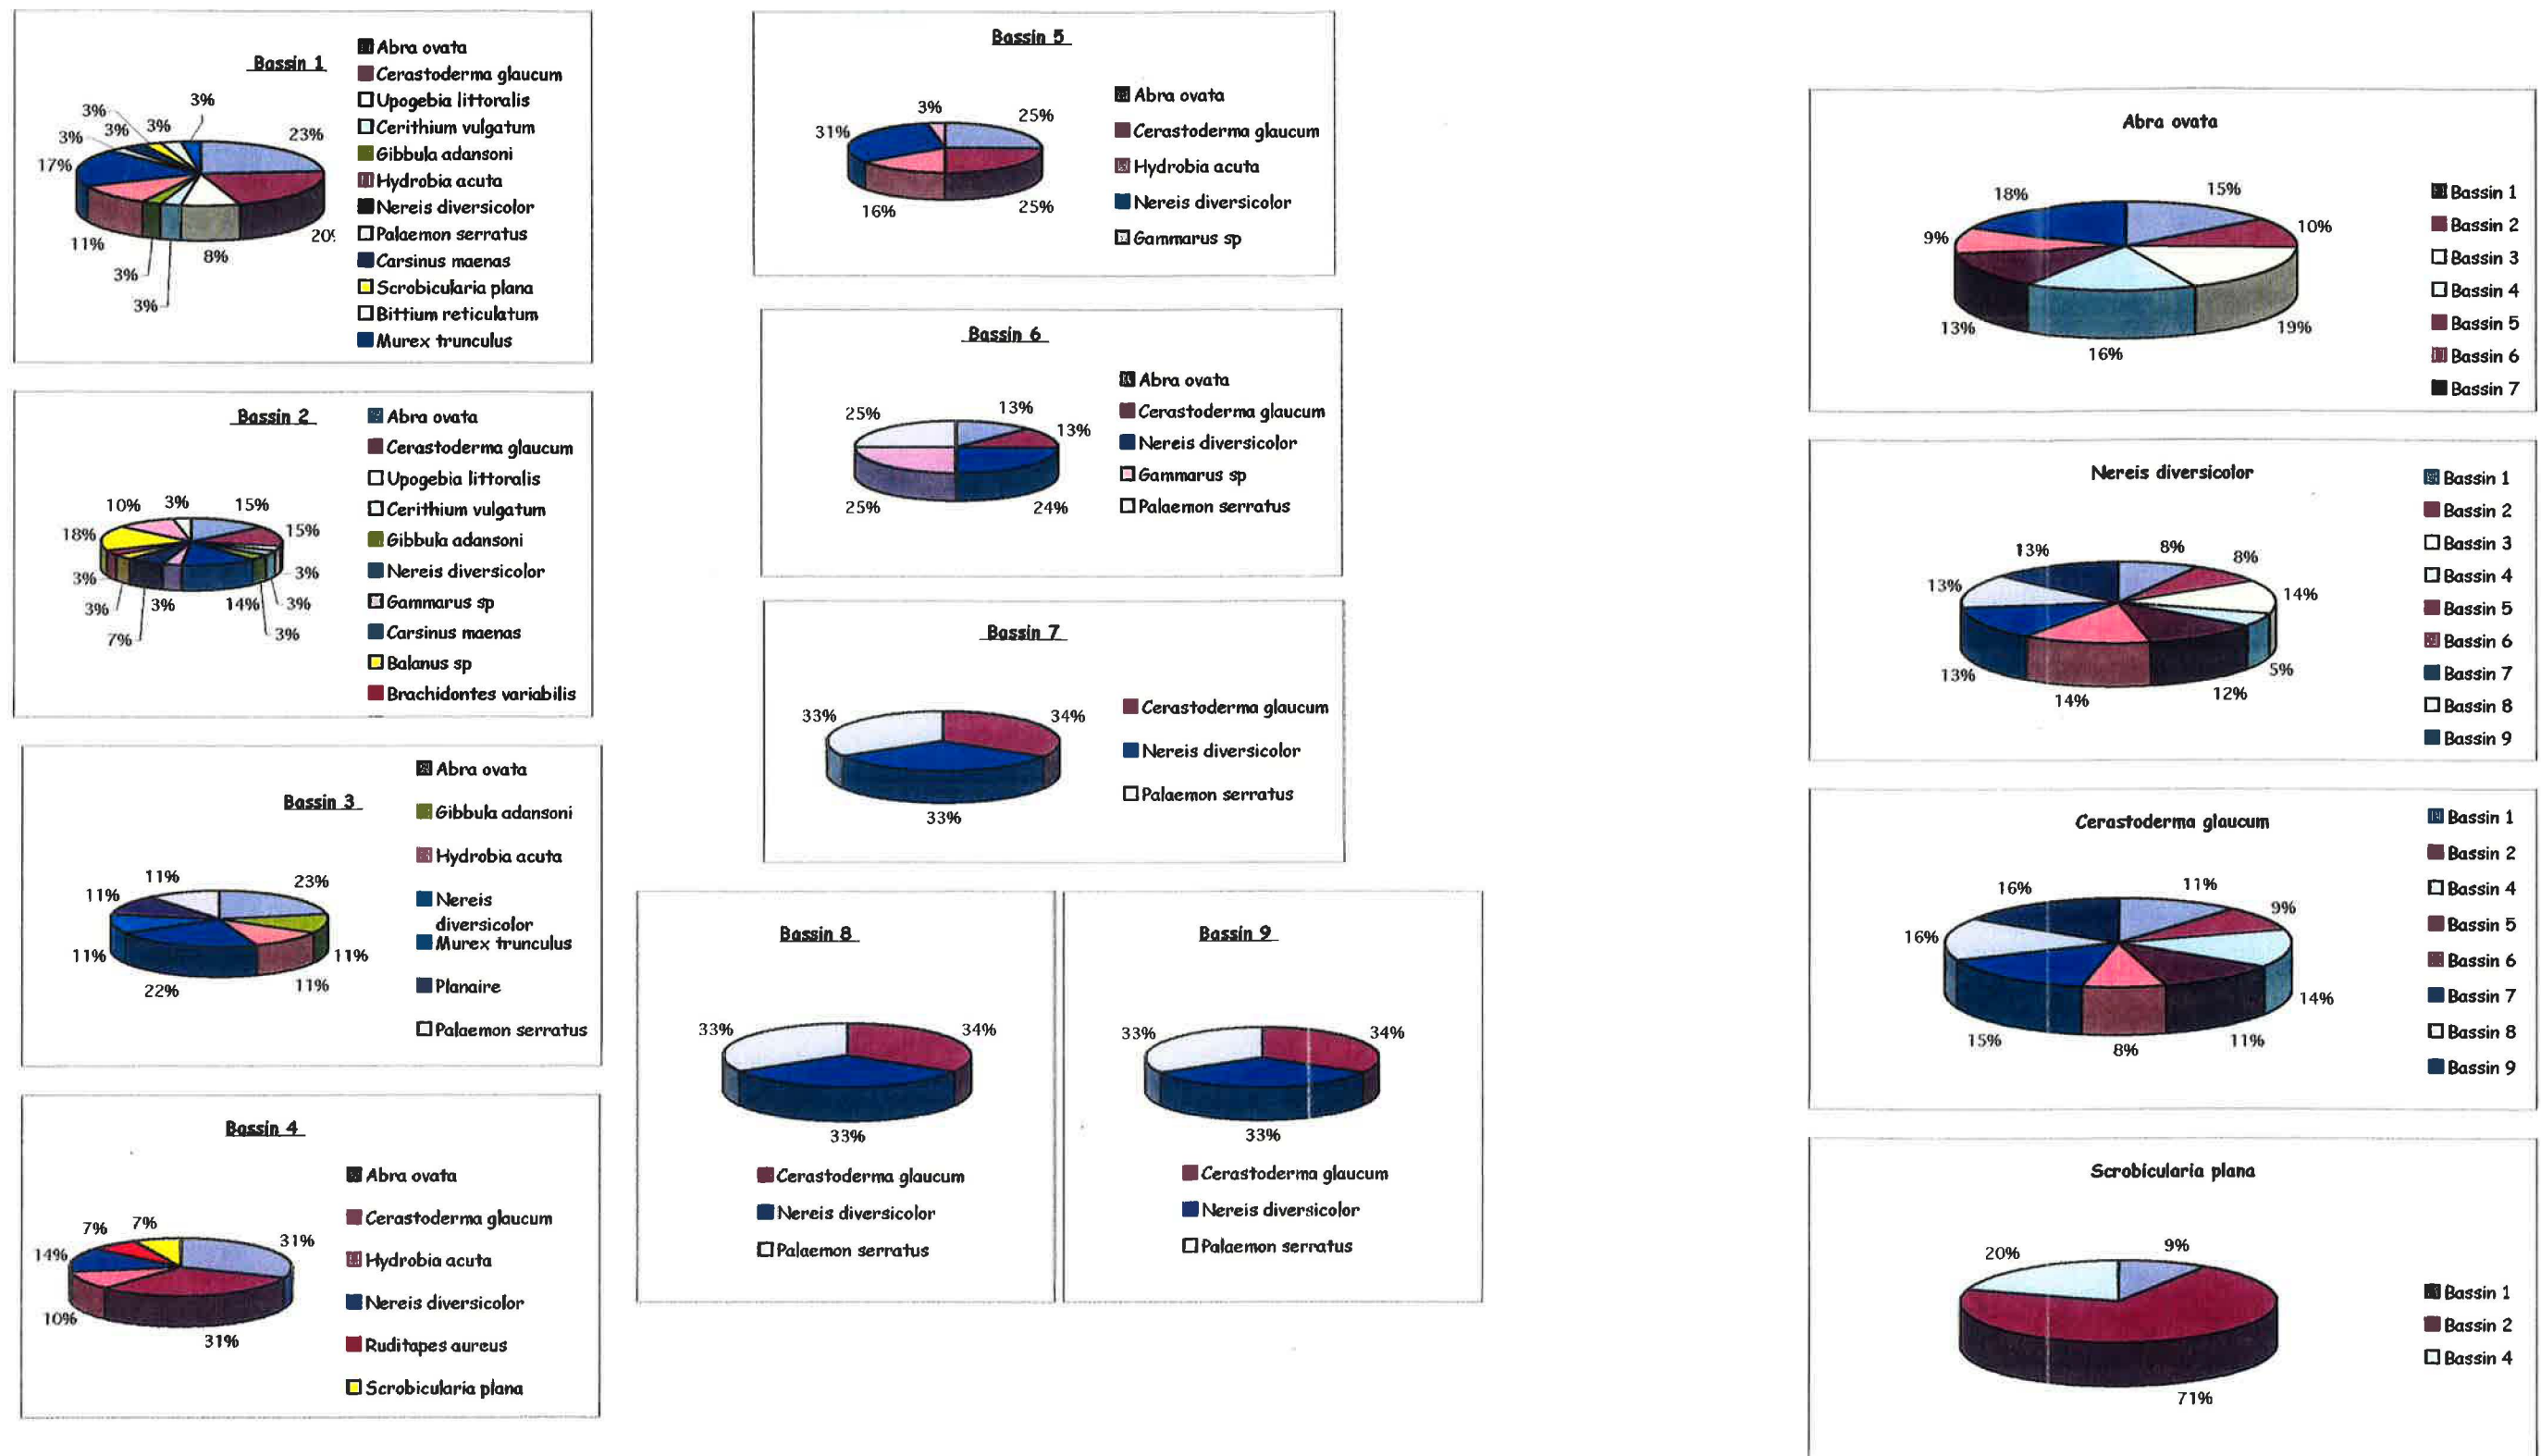 Bassin 1
3%
3%
3%
3%
3%
23%
17%
20%
11%
8%
3%
3%
Abra ovata
Cerastoderma glaucum
Upogebia littoralis
Cerithium vulgatum
Gibbula adansoni
Hydrobia acuta
Nereis diversicolor
Palaemon serratus
Carsinus maenas
Scrobicularia plana
Bittium reticulatum
Murex trunculus
Bassin 2
10%
3%
15%
18%
15%
3%
3%
3%
3%
14%
3%
7%
3%
Abra ovata
Cerastoderma glaucum
Upogebia littoralis
Cerithium vulgatum
Gibbula adansoni
Nereis diversicolor
Gammarus sp
Carsinus maenas
Balanus sp
Brachidontes variabilis
Bassin 3
11%
23%
11%
11%
11%
22%
11%
Abra ovata
Gibbula adansoni
Hydrobia acuta
Nereis
diversicolor
Murex trunculus
Planaire
Palaemon serratus
Bassin 4
7%
7%
31%
14%
10%
31%
Abra ovata
Cerastoderma glaucum
Hydrobia acuta
Nereis diversicolor
Ruditapes aureus
Scrobicularia plana
Bassin 5
3%
25%
31%
16%
25%
Abra ovata
Cerastoderma glaucum
Hydrobia acuta
Nereis diversicolor
Gammarus sp
Bassin 6
25%
13%
13%
25%
24%
Abra ovata
Cerastoderma glaucum
Nereis diversicolor
Gammarus sp
Palaemon serratus
Bassin 7
33%
34%
33%
Cerastoderma glaucum
Nereis diversicolor
Palaemon serratus
Bassin 8
33%
34%
33%
Cerastoderma glaucum
Nereis diversicolor
Palaemon serratus
Bassin 9
33%
34%
33%
Cerastoderma glaucum
Nereis diversicolor
Palaemon serratus
Abra ovata
18%
15%
10%
9%
13%
19%
16%
Bassin 1
Bassin 2
Bassin 3
Bassin 4
Bassin 5
Bassin 6
Bassin 7
Nereis diversicolor
13%
8%
8%
13%
14%
13%
5%
14%
12%
Bassin 1
Bassin 2
Bassin 3
Bassin 4
Bassin 5
Bassin 6
Bassin 7
Bassin 8
Bassin 9
Cerastoderma glaucum
16%
11%
9%
16%
14%
15%
8%
11%
Bassin 1
Bassin 2
Bassin 4
Bassin 5
Bassin 6
Bassin 7
Bassin 8
Bassin 9
Scrobicularia plana
20%
9%
71%
Bassin 1
Bassin 2
Bassin 4